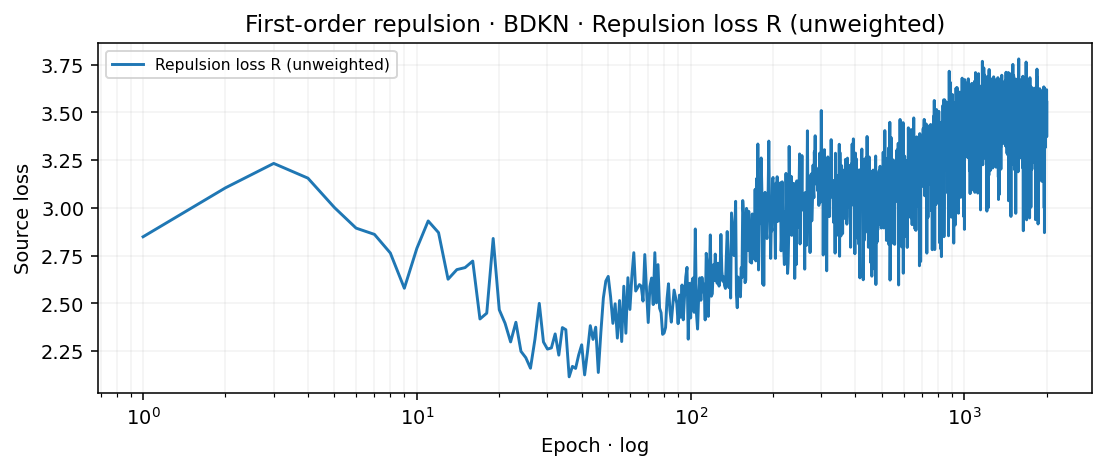 First-order repulsion · BDKN · Repulsion loss R (unweighted)
Repulsion loss R (unweighted)
Source loss
3.75
3.50
3.25
3.00
2.75
2.50
2.25
10⁰ 10¹ 10² 10³
Epoch · log